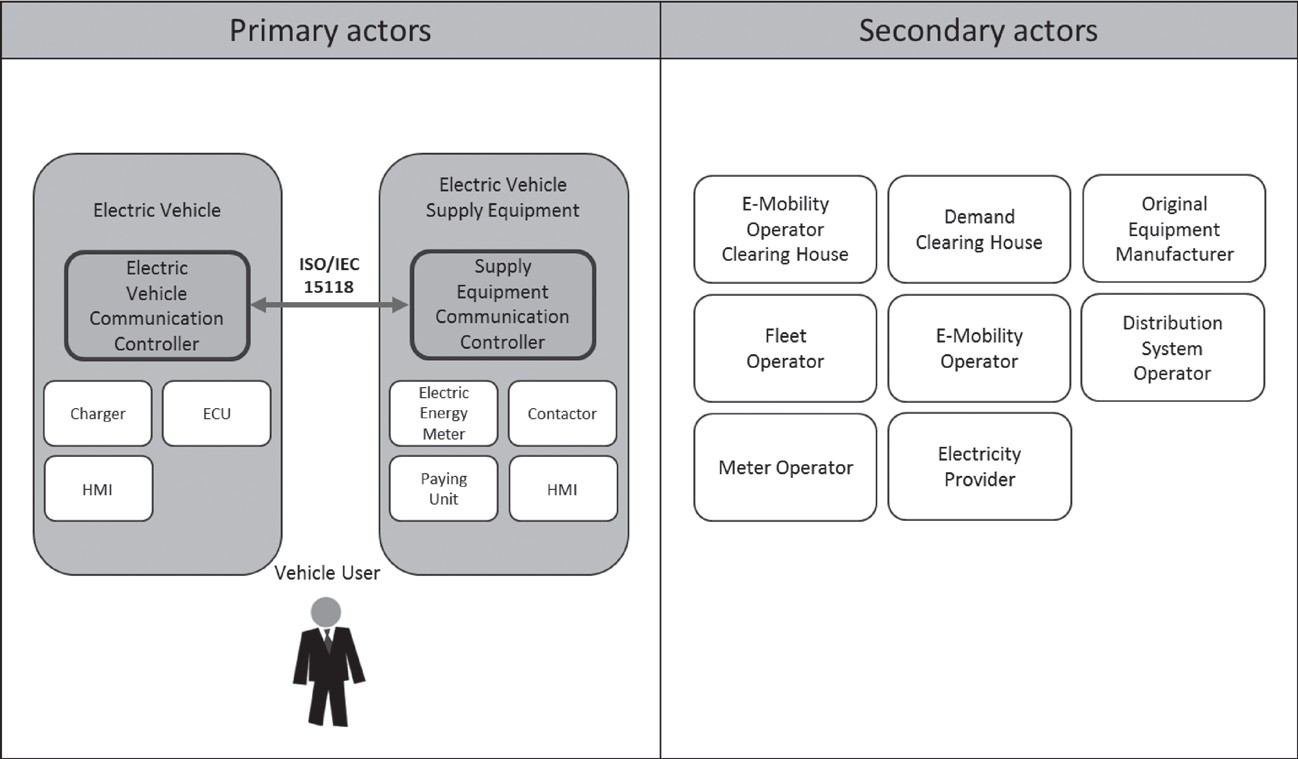 Primary actors
Secondary actors
Electric Vehicle
Electric
Vehicle
Communication
Controller
Charger
ECU
HMI
ISO/IEC
15118
Electric Vehicle
Supply Equipment
Supply
Equipment
Communication
Controller
Electric
Energy
Meter
Contactor
Paying
Unit
HMI
Vehicle User
E-Mobility
Operator
Clearing House
Demand
Clearing House
Original
Equipment
Manufacturer
Fleet
Operator
E-Mobility
Operator
Distribution
System
Operator
Meter Operator
Electricity
Provider